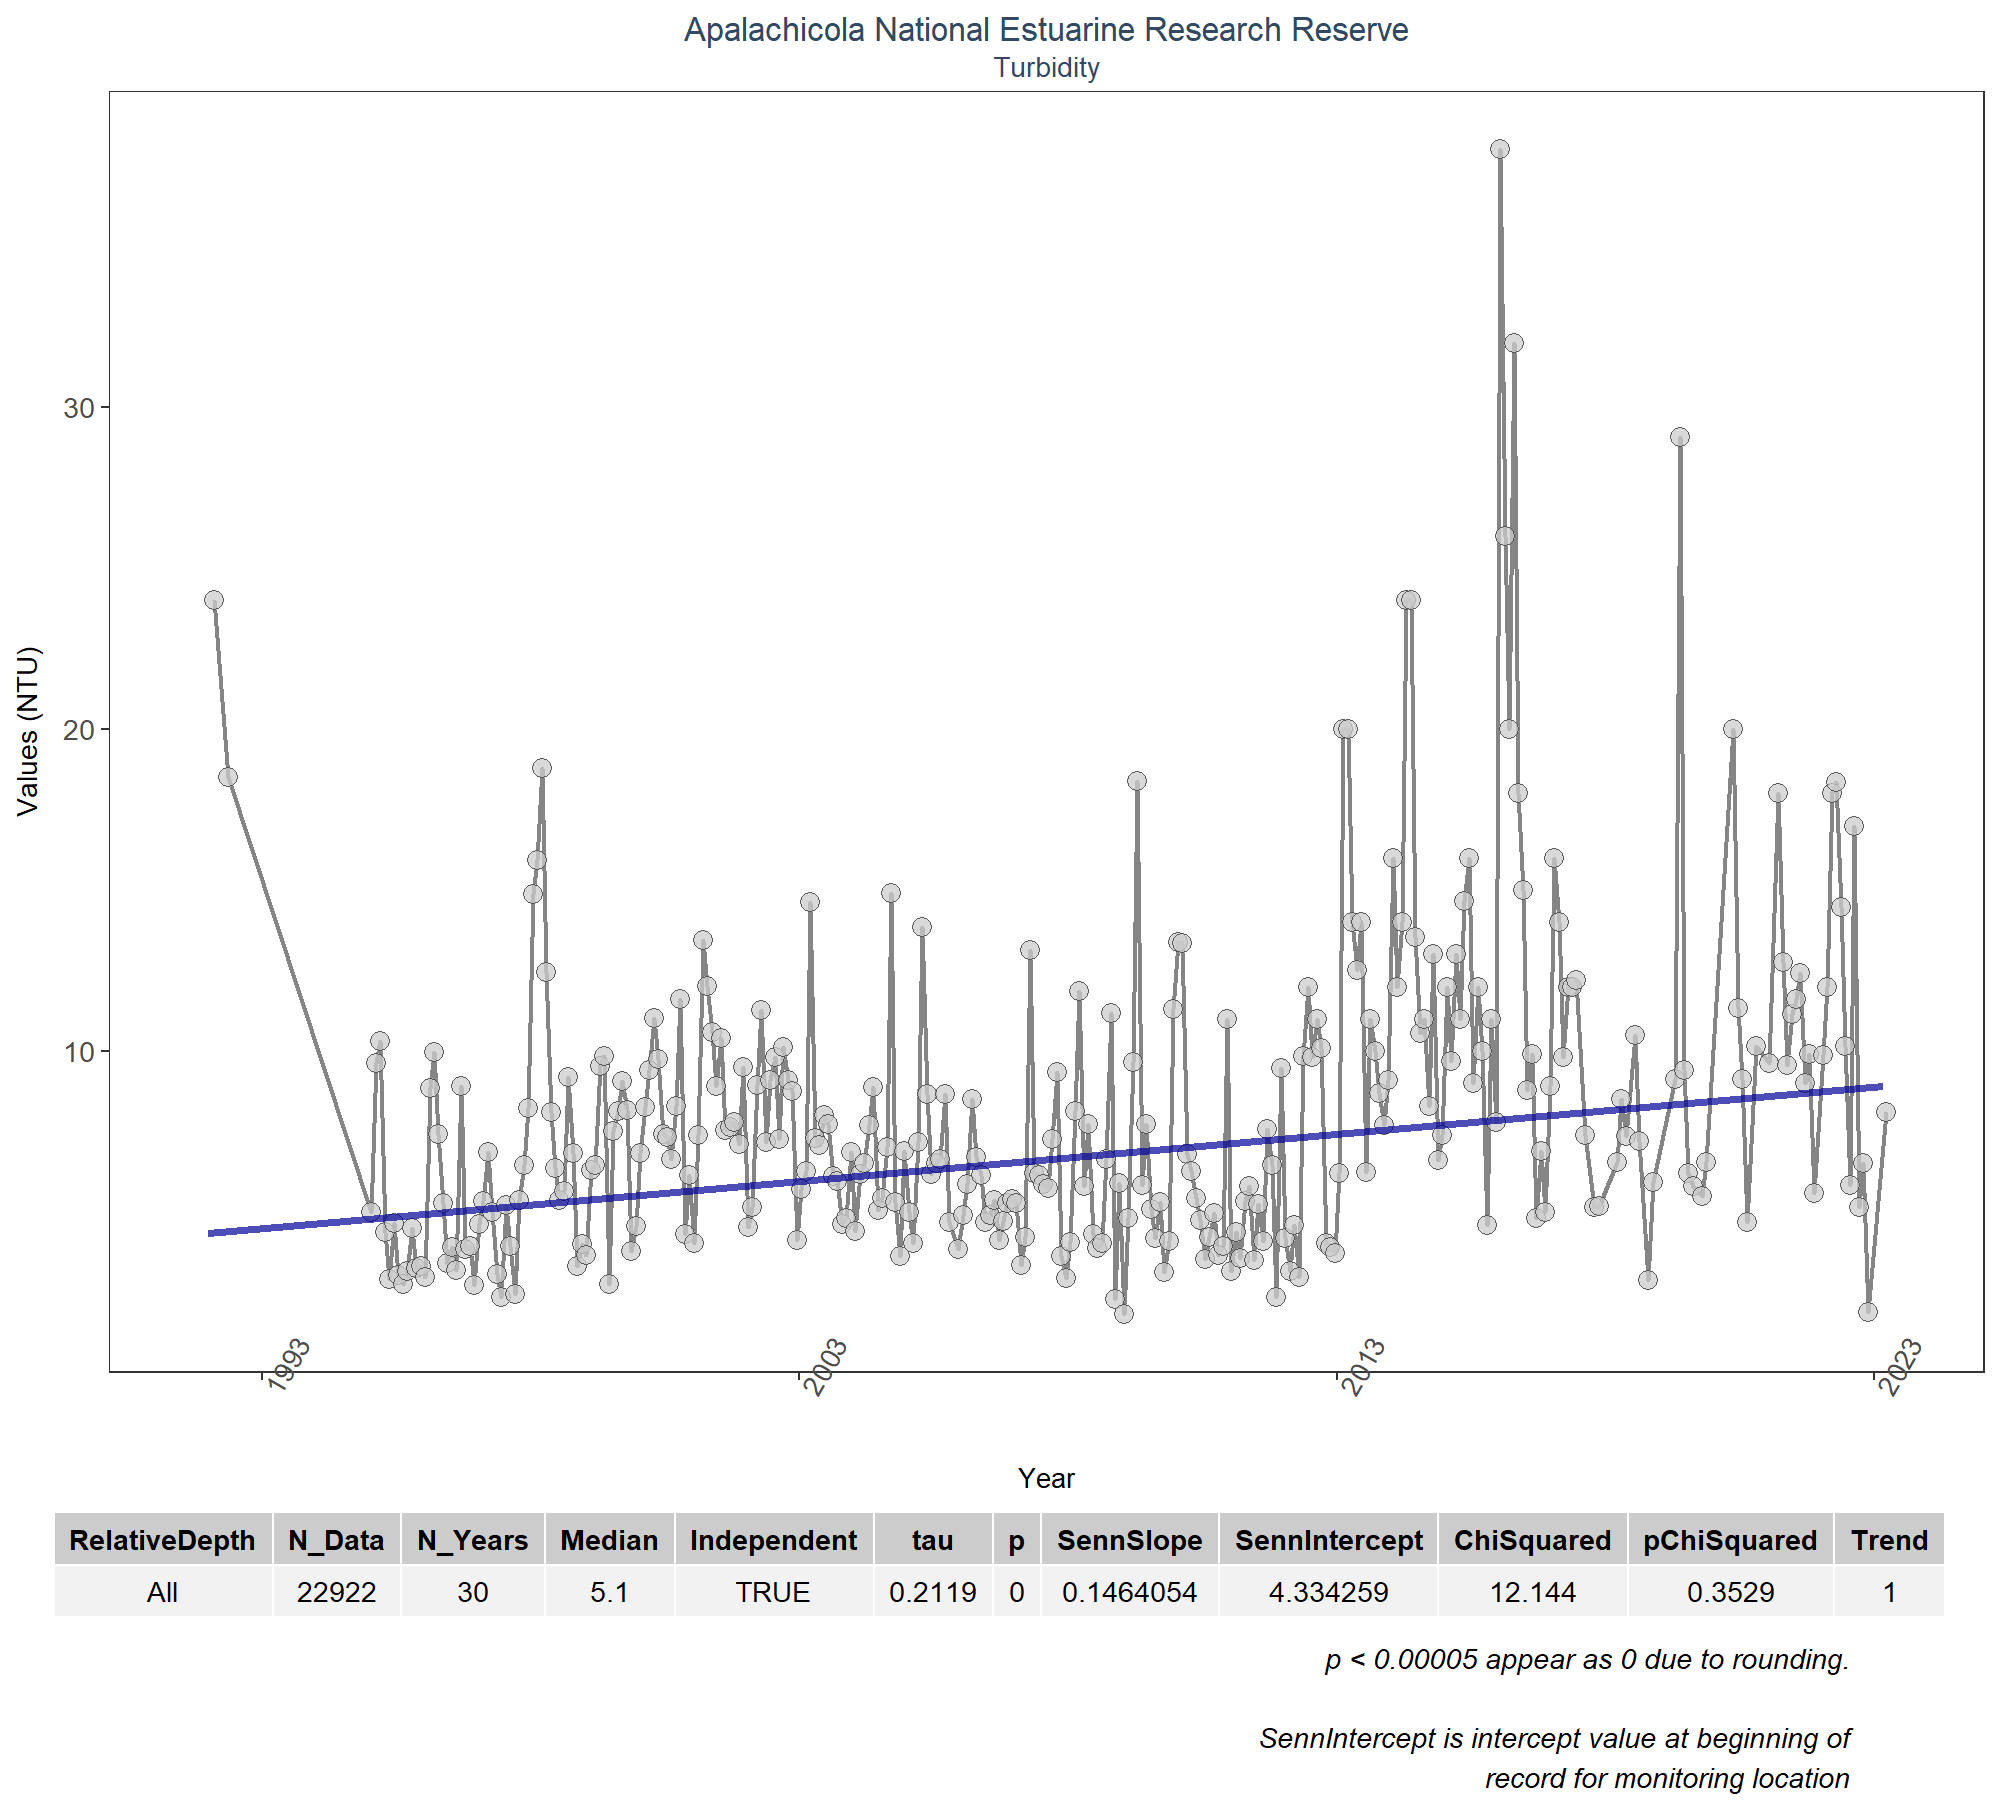 Apalachicola National Estuarine Research Reserve
Turbidity
Values (NTU)
30
20
10
1993
2003
2013
2023
Year
RelativeDepth N_Data N_Years Median Independent tau p SennSlope SennIntercept ChiSquared pChiSquared Trend
All 22922 30 5.1 TRUE 0.2119 0 0.1464054 4.334259 12.144 0.3529 1
p < 0.00005 appear as 0 due to rounding.
SennIntercept is intercept value at beginning of
record for monitoring location